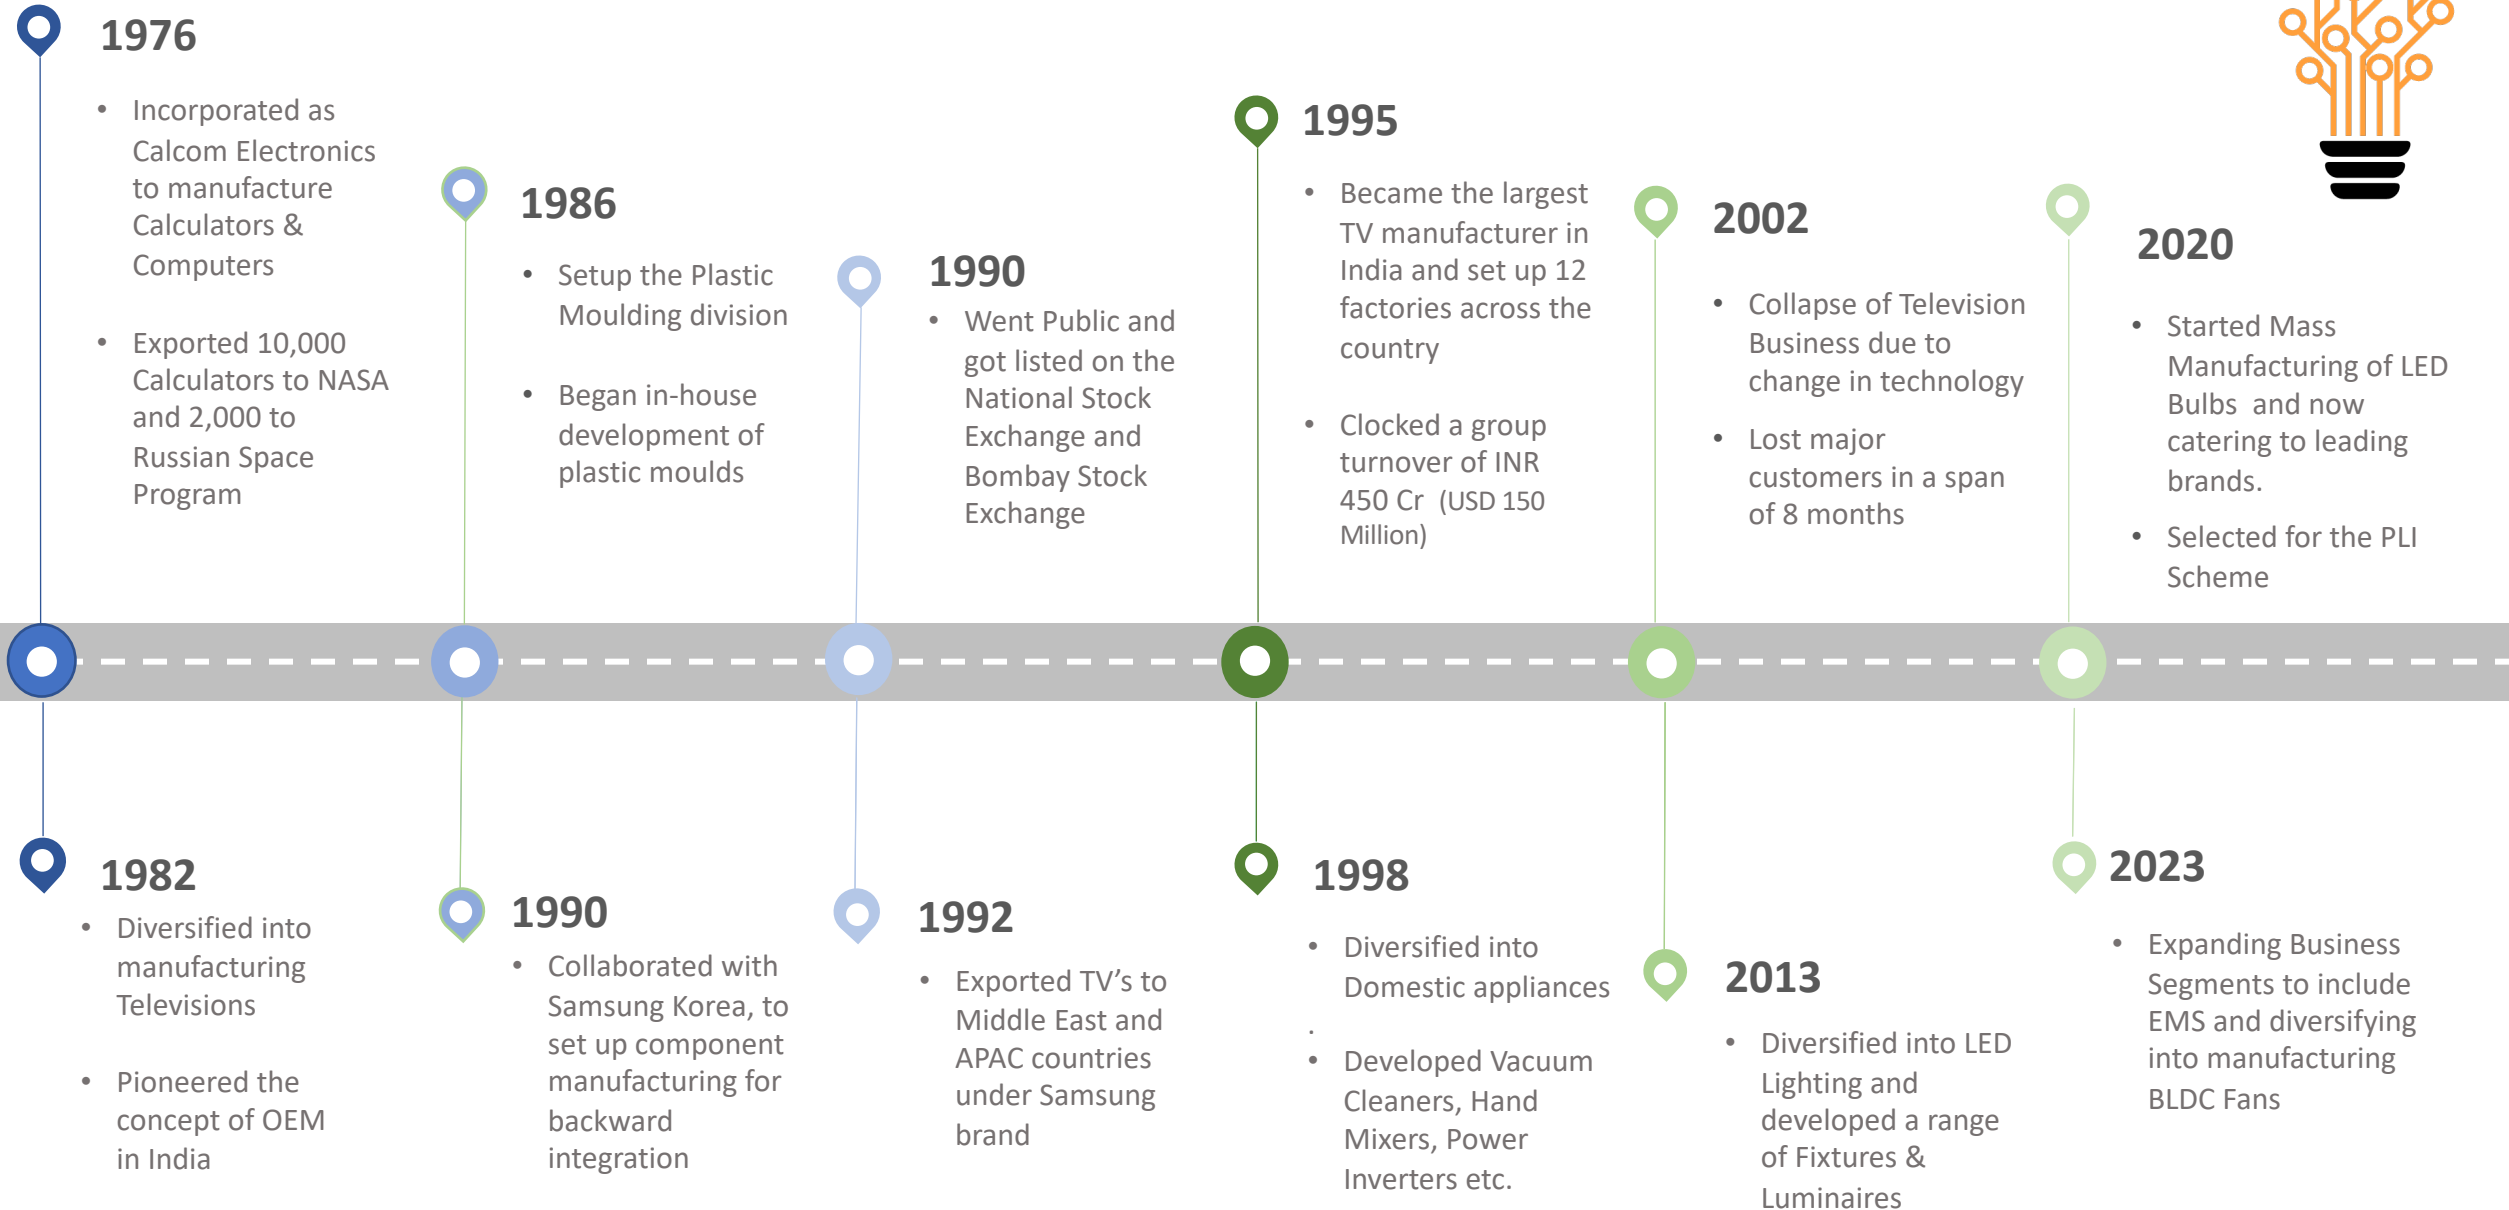 1976
• Incorporated as
Calcom Electronics
to manufacture
Calculators &
Computers
• Exported 10,000
Calculators to NASA
and 2,000 to
Russian Space
Program
1986
• Setup the Plastic
Moulding division
• Began in-house
development of
plastic moulds
1990
• Went Public and
got listed on the
National Stock
Exchange and
Bombay Stock
Exchange
1995
• Became the largest
TV manufacturer in
India and set up 12
factories across the
country
• Clocked a group
turnover of INR
450 Cr (USD 150
Million)
2002
• Collapse of Television
Business due to
change in technology
• Lost major
customers in a span
of 8 months
2020
• Started Mass
Manufacturing of LED
Bulbs and now
catering to leading
brands.
• Selected for the PLI
Scheme
1982
• Diversified into
manufacturing
Televisions
• Pioneered the
concept of OEM
in India
1990
• Collaborated with
Samsung Korea, to
set up component
manufacturing for
backward
integration
1992
• Exported TV’s to
Middle East and
APAC countries
under Samsung
brand
1998
• Diversified into
Domestic appliances
.
• Developed Vacuum
Cleaners, Hand
Mixers, Power
Inverters etc.
2013
• Diversified into LED
Lighting and
developed a range
of Fixtures &
Luminaires
2023
• Expanding Business
Segments to include
EMS and diversifying
into manufacturing
BLDC Fans